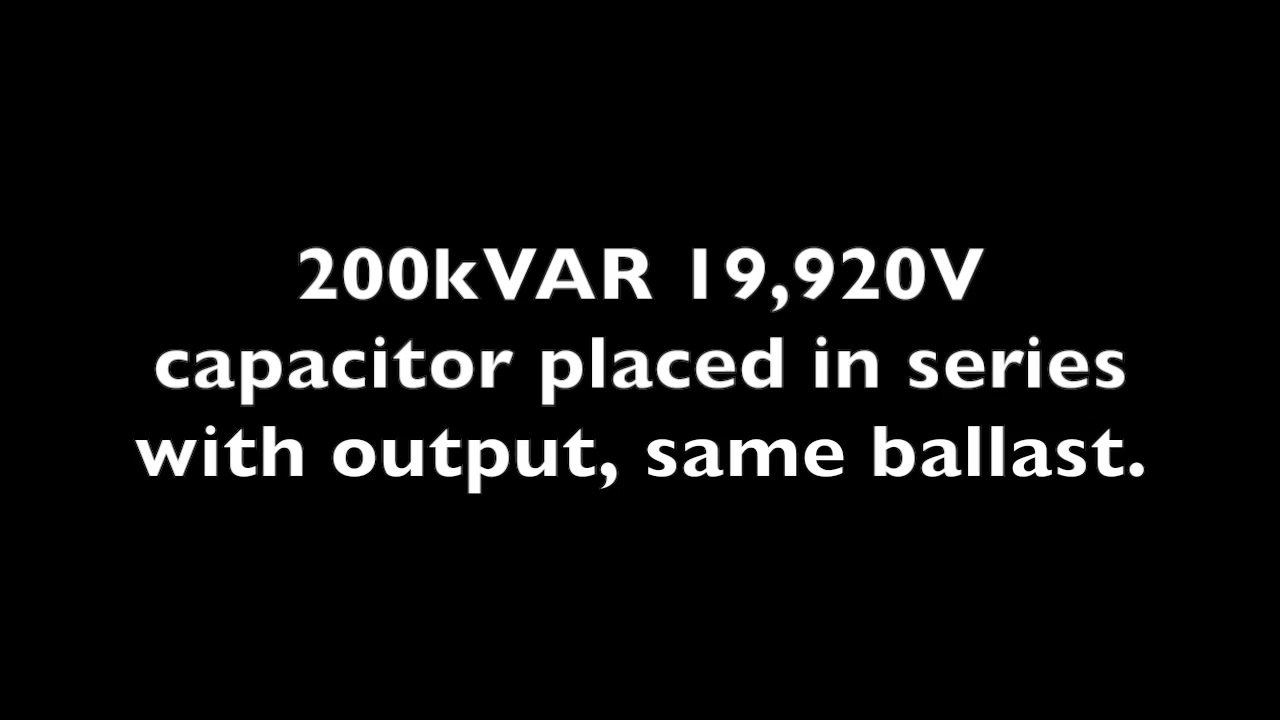 200kVAR 19,920V
capacitor placed in series
with output, same ballast.